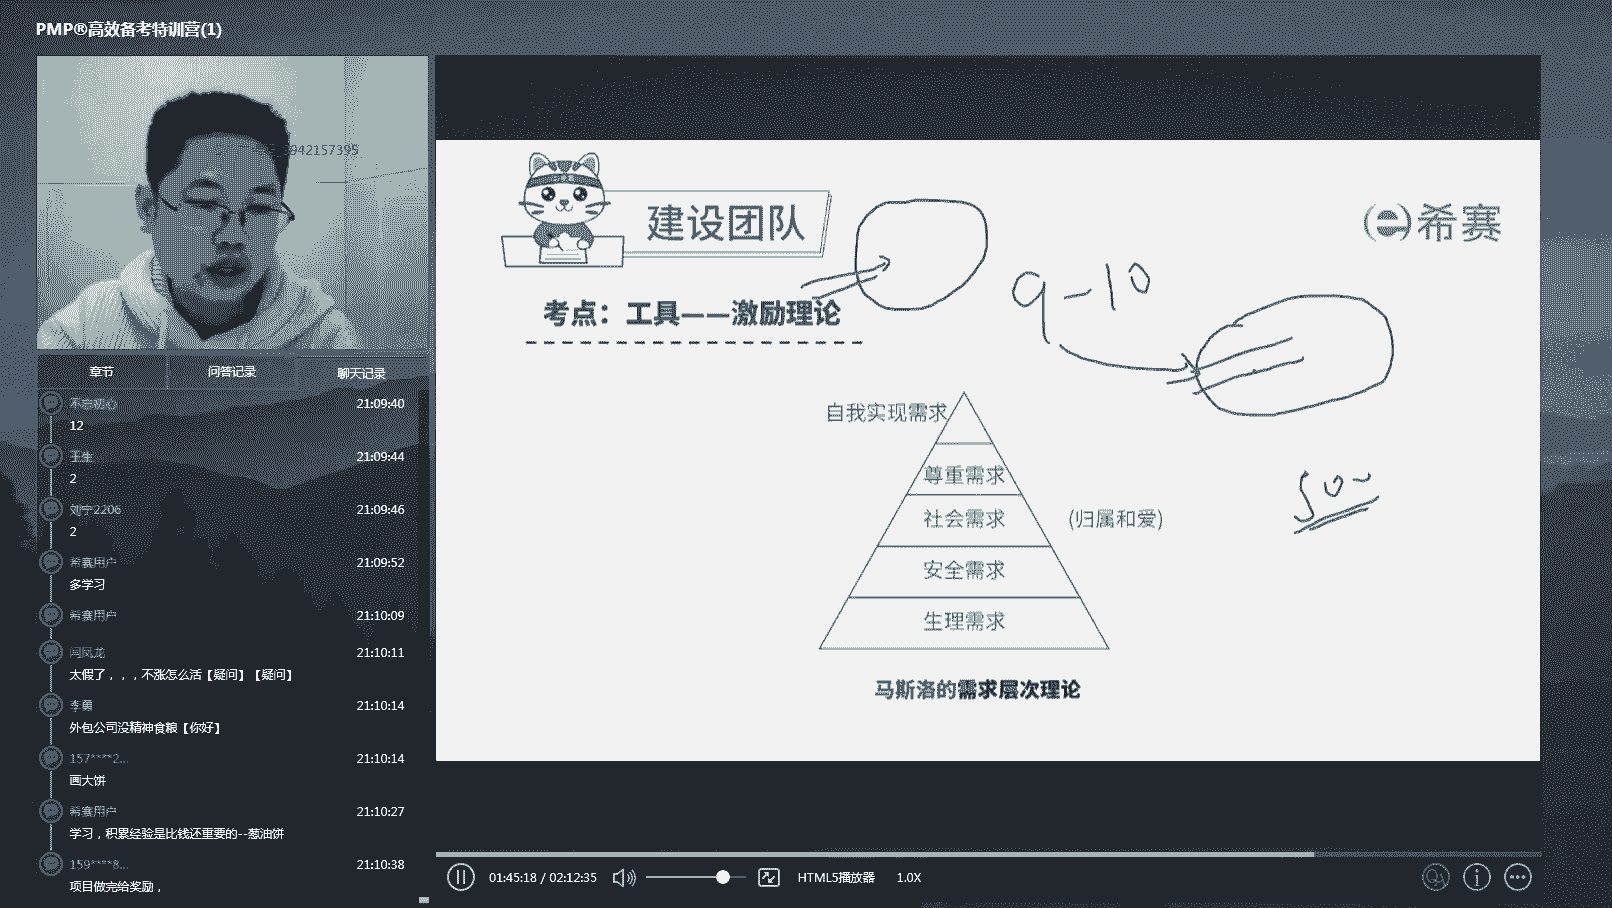 PMP®高效备考特训营(1)
3942157395
章节
问答记录
聊天记录
不忘初心
21:09:40
12
王生
21:09:44
2
刘宁2206
21:09:46
2
希赛用户
21:09:52
多学习
希赛用户
21:10:09
闫凤龙
21:10:11
太假了，，，不涨怎么活【疑问】【疑问】
李勇
21:10:14
外包公司没精神食粮【你好】
157****2...
21:10:14
画大饼
希赛用户
21:10:27
学习，积累经验是比钱还重要的--葱油饼
159****8...
21:10:38
项目做完给奖励，
建设团队
希赛
考点：工具——激励理论
9-10
500
自我实现需求
尊重需求
社会需求
(归属和爱)
安全需求
生理需求
马斯洛的需求层次理论
01:45:18 / 02:12:35
HTML5播放器
1.0X